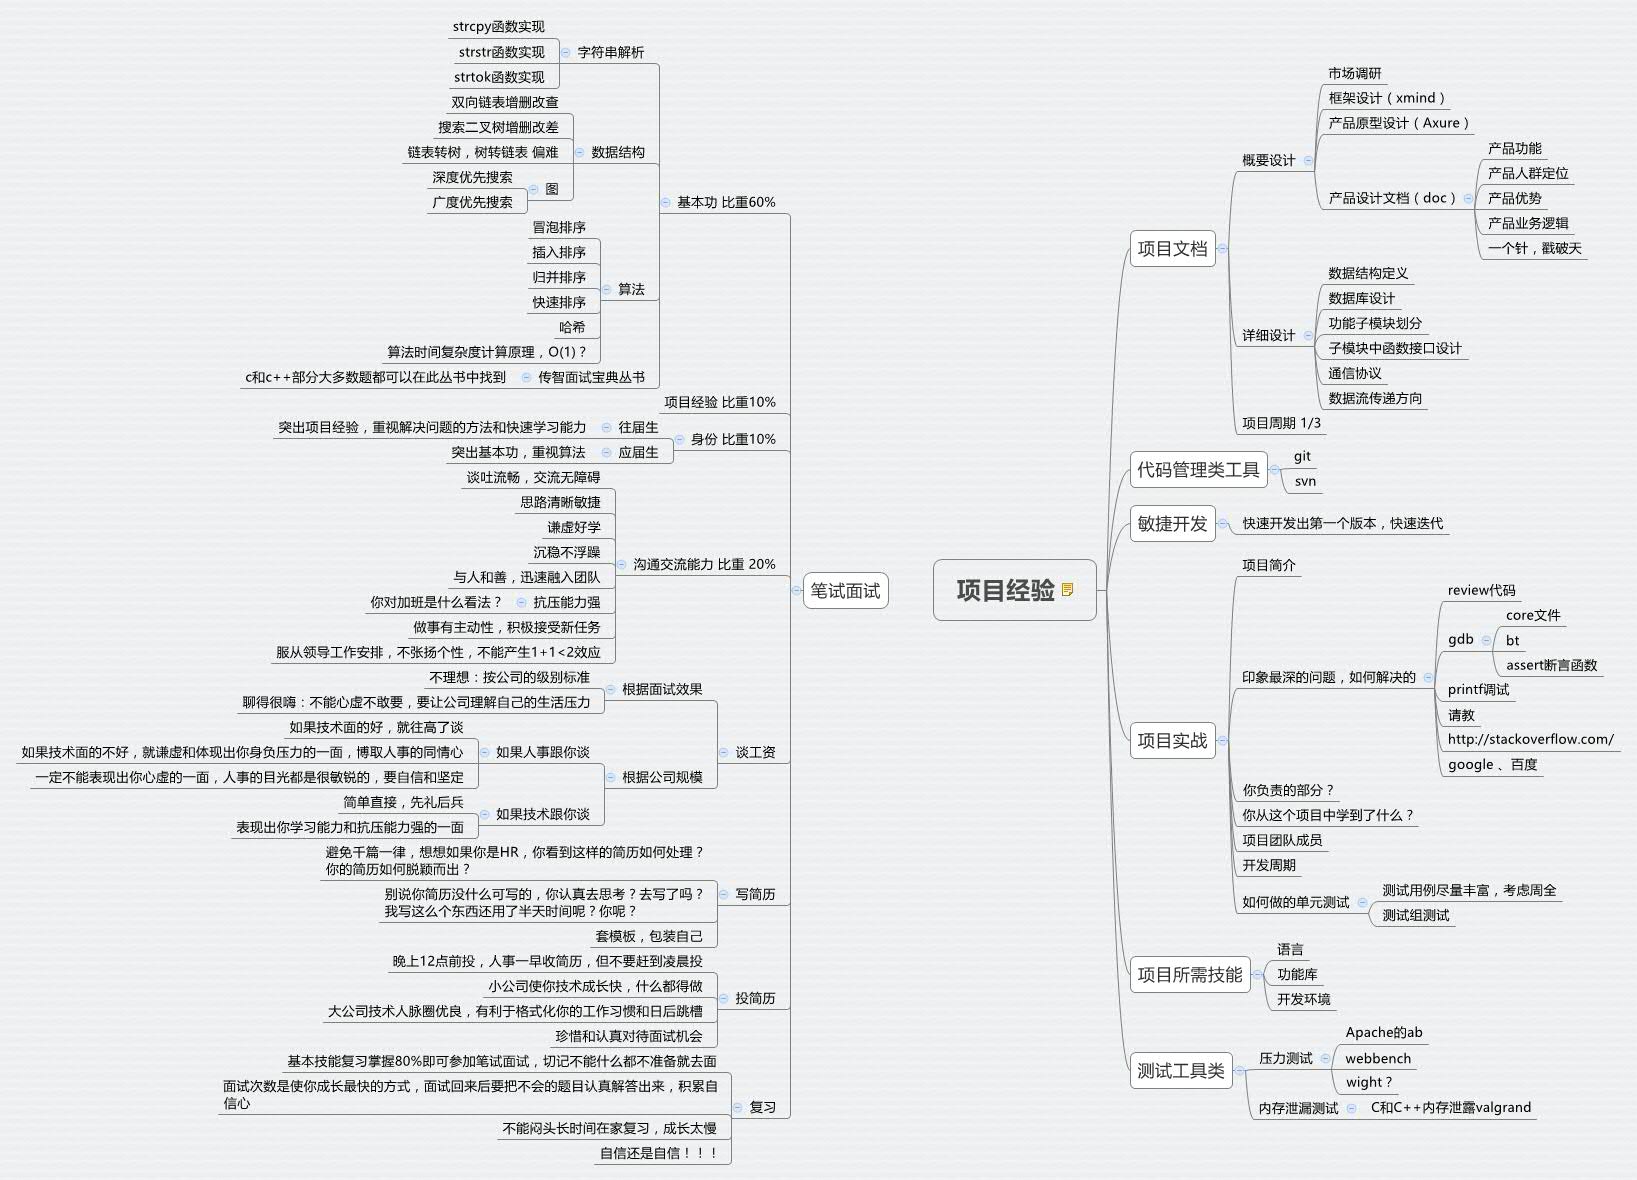 strcpy函数实现
strstr函数实现
strtok函数实现
字符串解析
双向链表增删改查
搜索二叉树增删改差
链表转树，树转链表 偏难
深度优先搜索
广度优先搜索
图
数据结构
冒泡排序
插入排序
归并排序
快速排序
哈希
算法时间复杂度计算原理，O(1)？
算法
c和c++部分大多数题都可以在此丛书中找到
传智面试宝典丛书
基本功 比重60%
项目经验 比重10%
突出项目经验，重视解决问题的方法和快速学习能力
往届生
突出基本功，重视算法
应届生
身份 比重10%
谈吐流畅，交流无障碍
思路清晰敏捷
谦虚好学
沉稳不浮躁
与人和善，迅速融入团队
你对加班是什么看法？
抗压能力强
做事有主动性，积极接受新任务
服从领导工作安排，不张扬个性，不能产生1+1<2效应
沟通交流能力 比重 20%
不理想：按公司的级别标准
聊得很嗨：不能心虚不敢要，要让公司理解自己的生活压力
根据面试效果
如果技术面的好，就往高了谈
如果技术面的不好，就谦虚和体现出你身负压力的一面，博取人事的同情心
一定不能表现出你心虚的一面，人事的目光都是很敏锐的，要自信和坚定
如果人事跟你谈
简单直接，先礼后兵
表现出你学习能力和抗压能力强的一面
如果技术跟你谈
根据公司规模
谈工资
避免千篇一律，想想如果你是HR，你看到这样的简历如何处理？
你的简历如何脱颖而出？
别说你简历没什么可写的，你认真去思考？去写了吗？
我写这么个东西还用了半天时间呢？你呢？
套模板，包装自己
写简历
晚上12点前投，人事一早收简历，但不要赶到凌晨投
小公司使你技术成长快，什么都得做
大公司技术人脉圈优良，有利于格式化你的工作习惯和日后跳槽
珍惜和认真对待面试机会
投简历
基本技能复习掌握80%即可参加笔试面试，切记不能什么都不准备就去面
面试次数是使你成长最快的方式，面试回来后要把不会的题目认真解答出来，积累自
信心
不能闷头长时间在家复习，成长太慢
自信还是自信！！！
复习
笔试面试
项目经验
项目文档
概要设计
市场调研
框架设计（xmind）
产品原型设计（Axure）
产品设计文档（doc）
产品功能
产品人群定位
产品优势
产品业务逻辑
一个针，戳破天
详细设计
数据结构定义
数据库设计
功能子模块划分
子模块中函数接口设计
通信协议
数据流传递方向
项目周期 1/3
代码管理类工具
git
svn
敏捷开发
快速开发出第一个版本，快速迭代
项目实战
项目简介
印象最深的问题，如何解决的
review代码
gdb
core文件
bt
assert断言函数
printf调试
请教
http://stackoverflow.com/
google 、百度
你负责的部分？
你从这个项目中学到了什么？
项目团队成员
开发周期
如何做的单元测试
测试用例尽量丰富，考虑周全
测试组测试
项目所需技能
语言
功能库
开发环境
测试工具类
压力测试
Apache的ab
webbench
wight？
内存泄漏测试
C和C++内存泄露valgrand